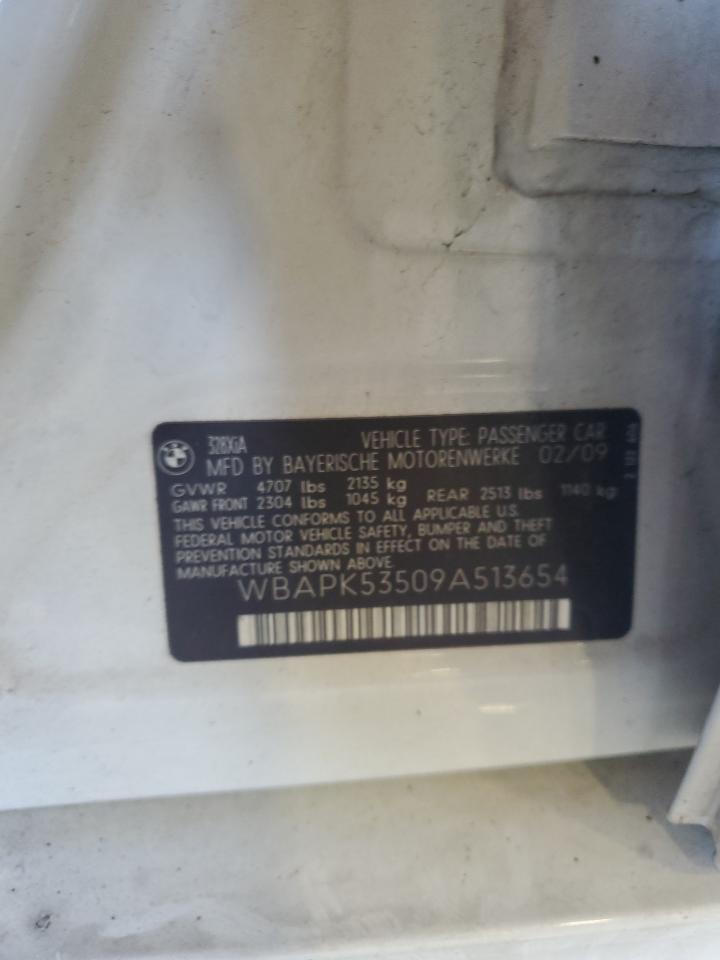 328XiA VEHICLE TYPE: PASSENGER CAR
MFD BY BAYERISCHE MOTORENWERKE 02/09
GVWR 4707 lbs 2135 kg
GAWR FRONT 2304 lbs 1045 kg REAR 2513 lbs 1140 kg
THIS VEHICLE CONFORMS TO ALL APPLICABLE U.S.
FEDERAL MOTOR VEHICLE SAFETY, BUMPER AND THEFT
PREVENTION STANDARDS IN EFFECT ON THE DATE OF
MANUFACTURE SHOWN ABOVE.
WBAPK53509A513654